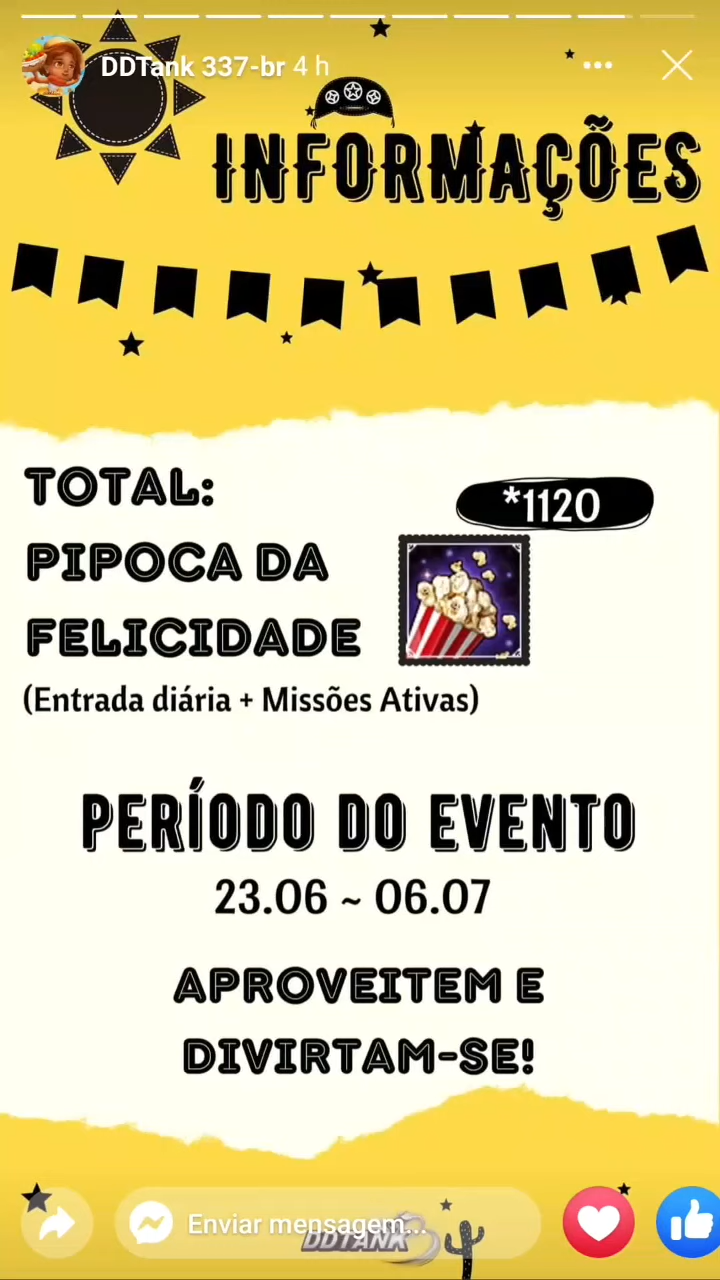 DDTank 337-br 4 h
INFORMAÇÕES
TOTAL:
*1120
PIPOCA DA
FELICIDADE
(Entrada diária + Missões Ativas)
PERÍODO DO EVENTO
23.06 ~ 06.07
APROVEITEM E
DIVIRTAM-SE!
Enviar mensagem...
DDTANK